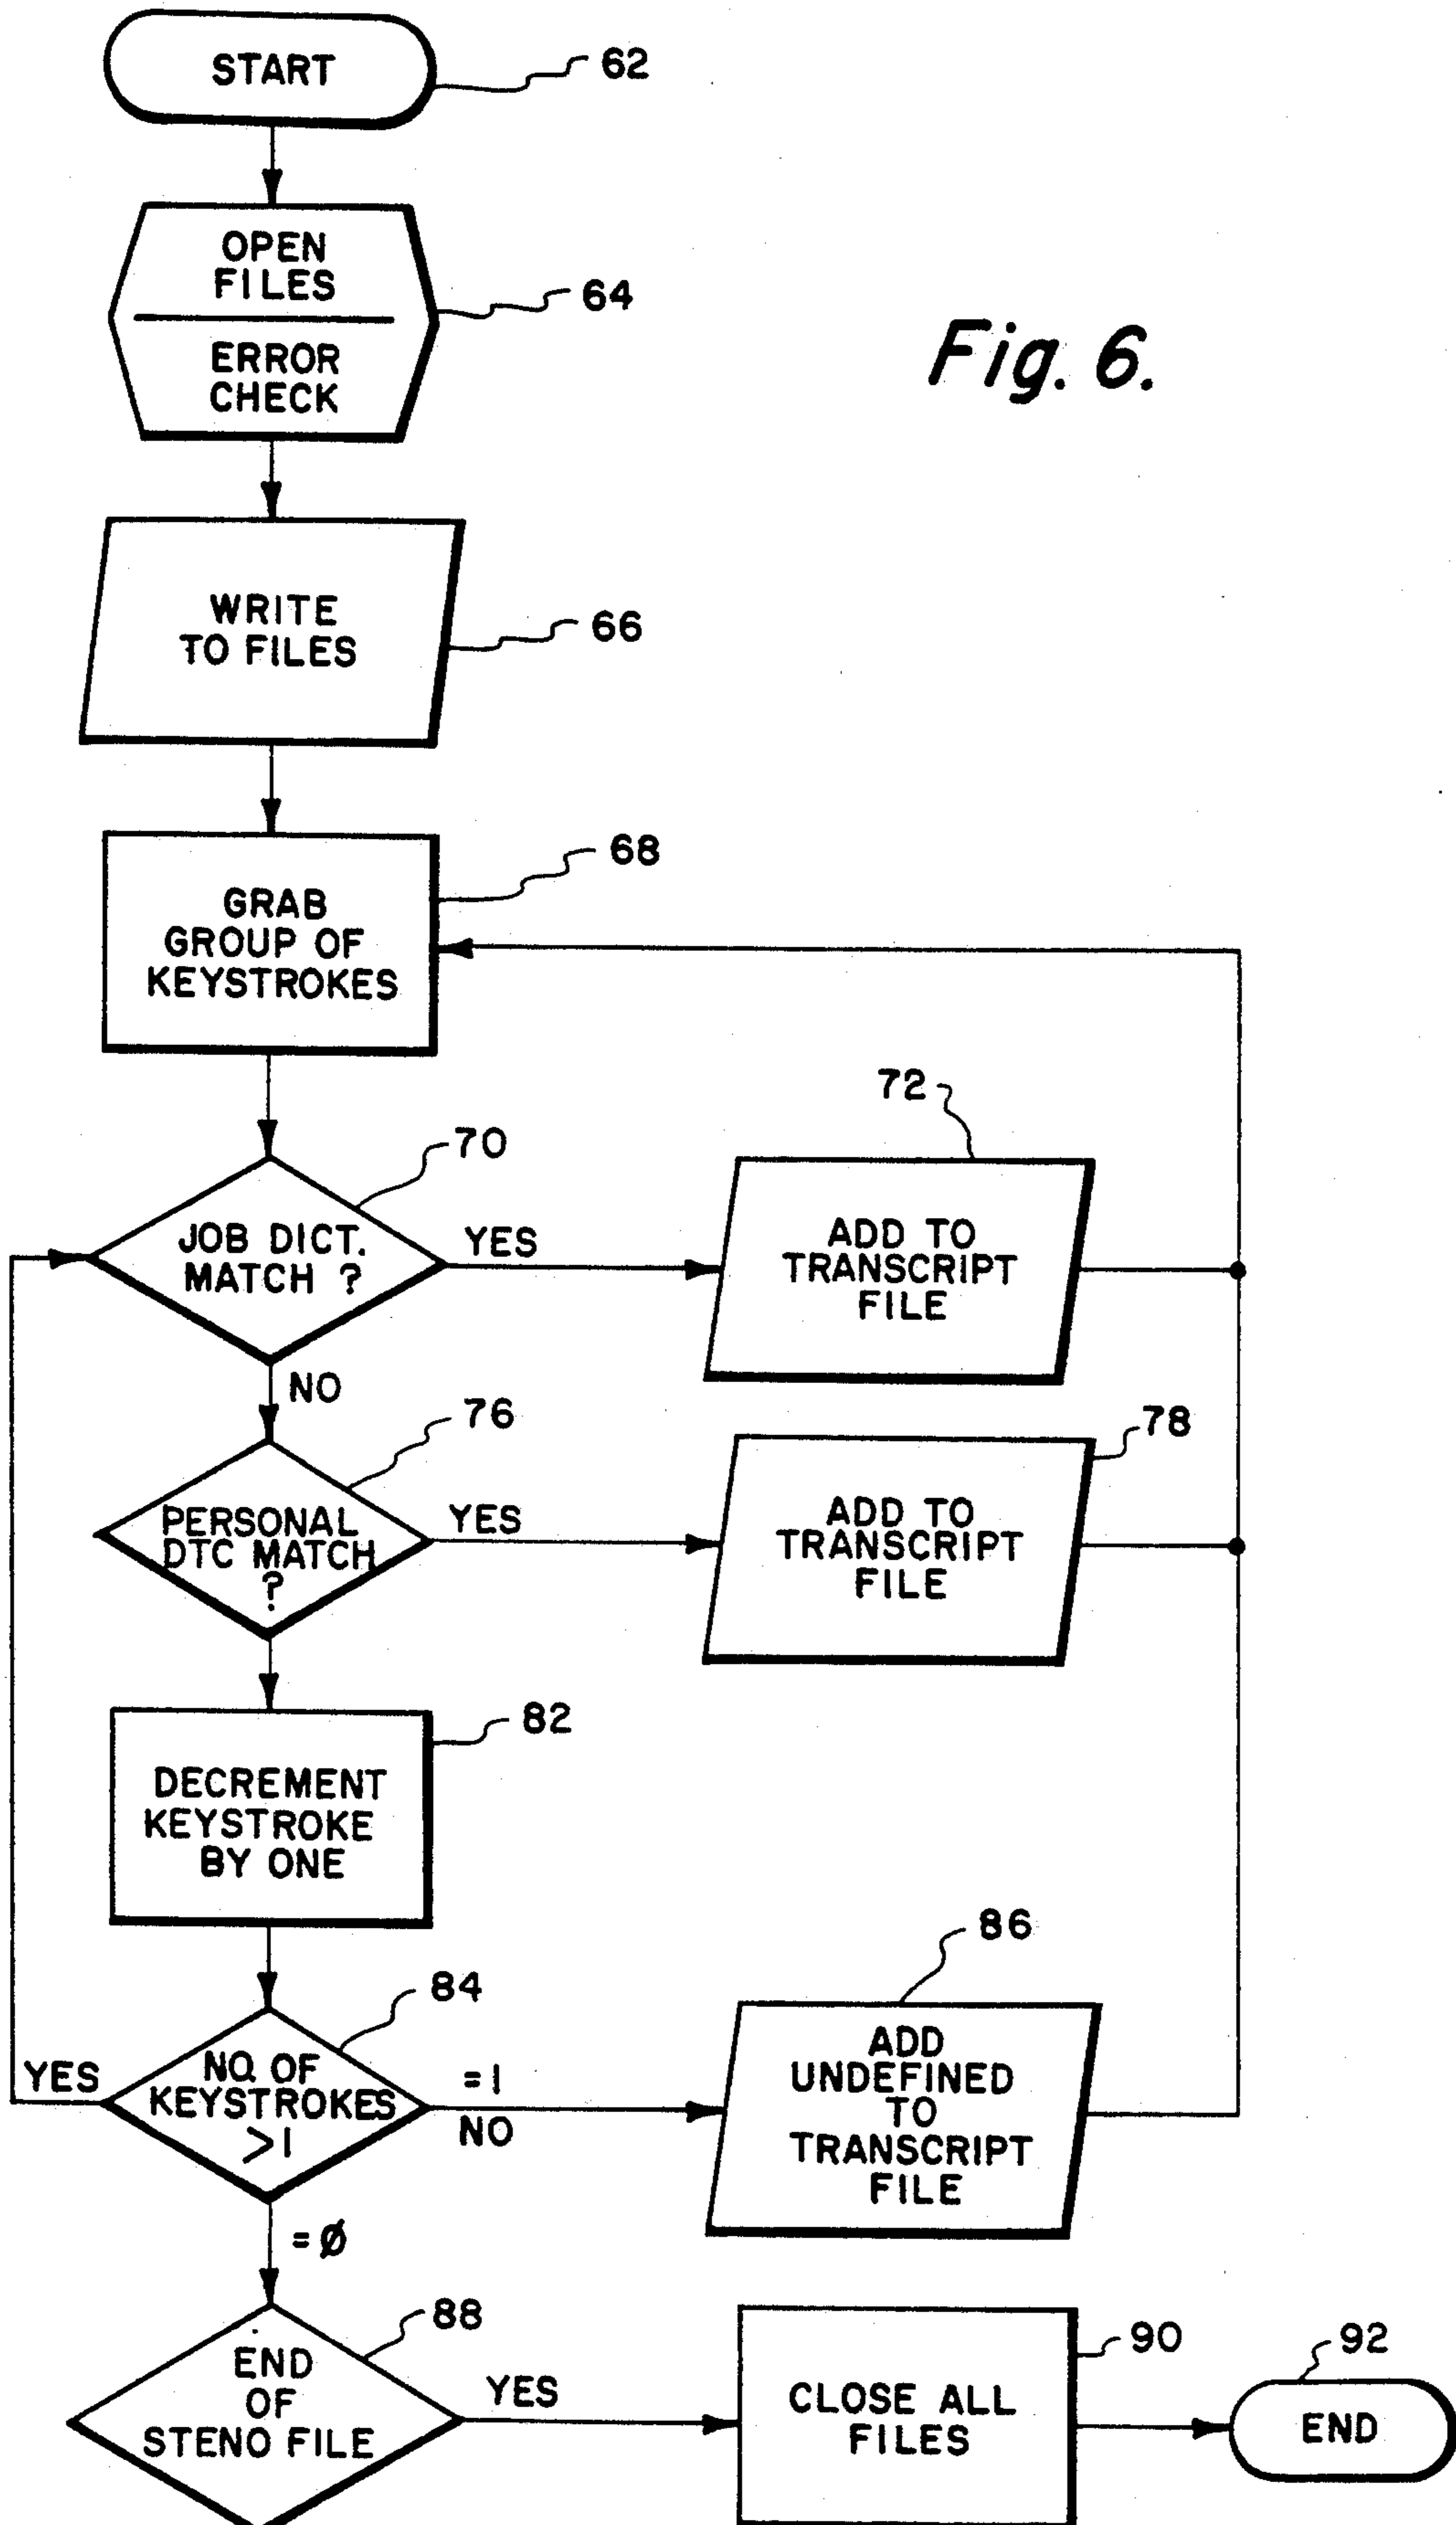 START
62
OPEN
FILES
ERROR
CHECK
64
Fig. 6.
WRITE
TO FILES
66
GRAB
GROUP OF
KEYSTROKES
68
JOB DICT.
MATCH ?
70
YES
ADD TO
TRANSCRIPT
FILE
72
NO
PERSONAL
DTC MATCH
?
76
YES
ADD TO
TRANSCRIPT
FILE
78
DECREMENT
KEYSTROKE
BY ONE
82
YES
NO. OF
KEYSTROKES
>1
84
=1
NO
ADD
UNDEFINED
TO
TRANSCRIPT
FILE
86
=Ø
END
OF
STENO FILE
88
YES
CLOSE ALL
FILES
90
END
92